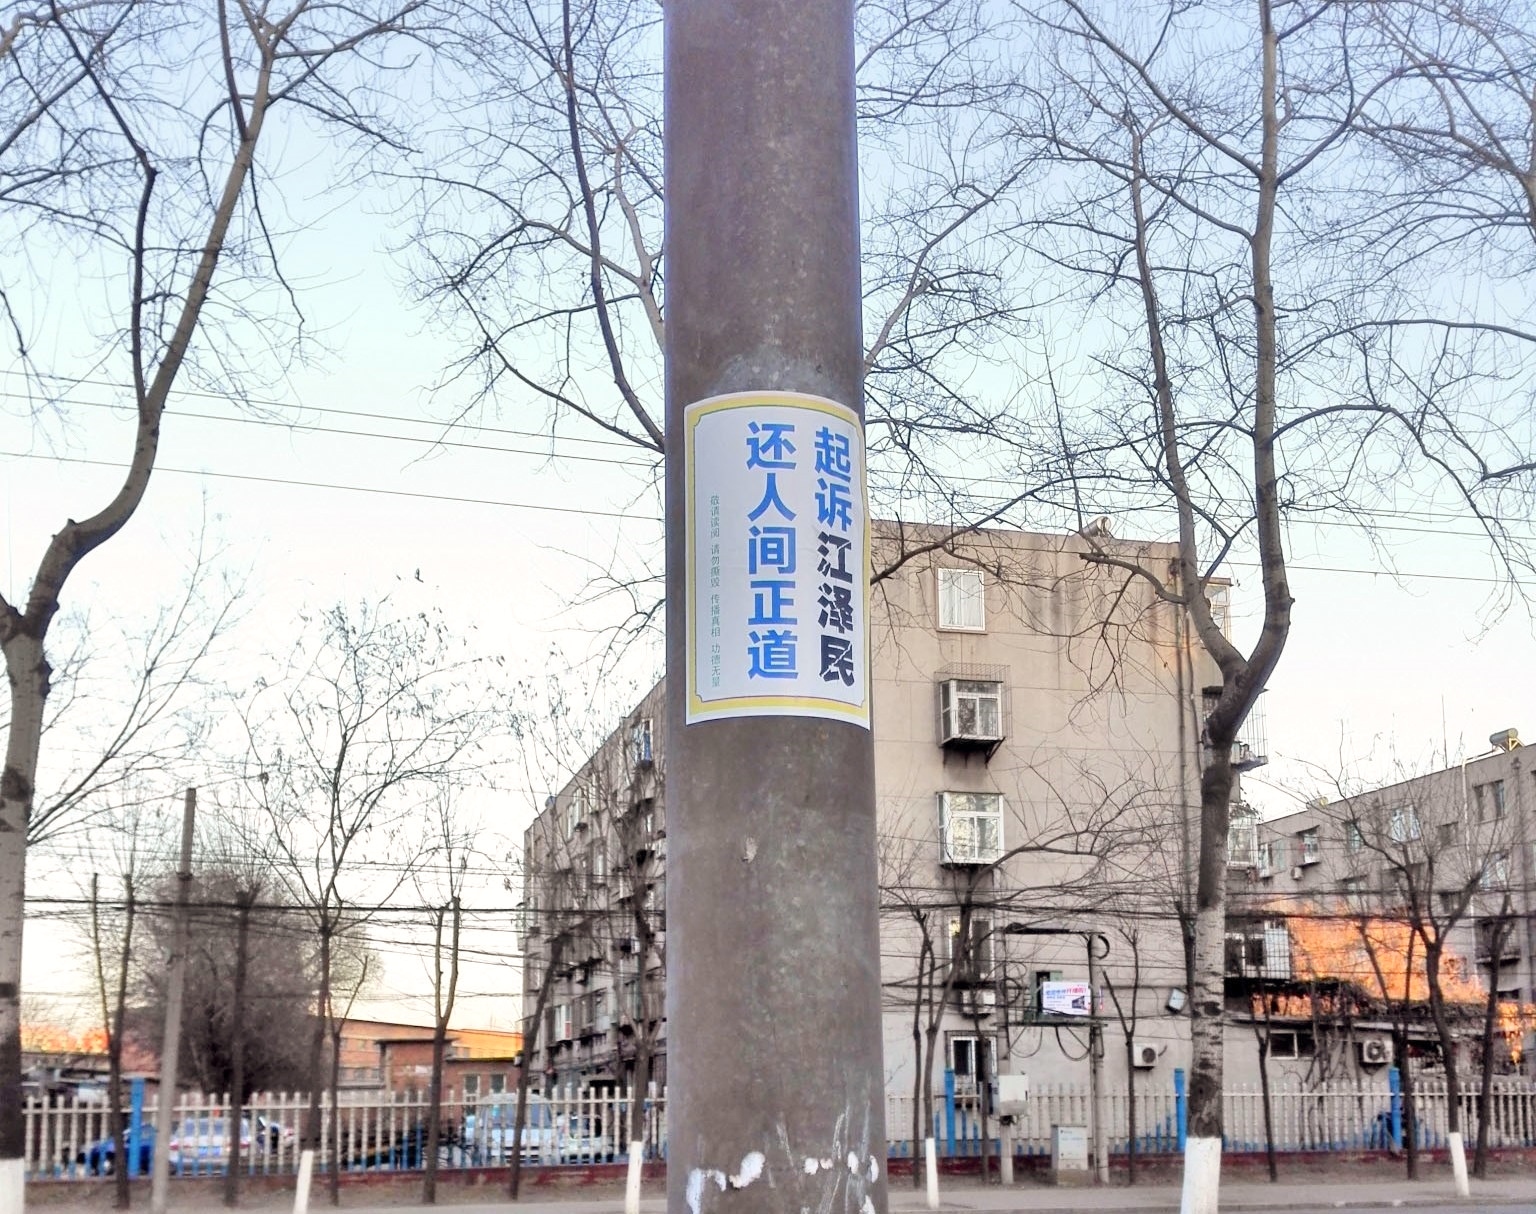 起诉江泽民
还人间正道
敬请读阅 请勿撕毁 传播真相 功德无量